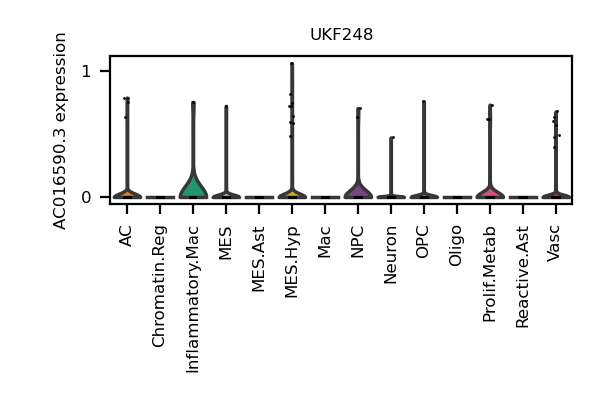 UKF248
AC016590.3 expression
1
0
AC
Chromatin.Reg
Inflammatory.Mac
MES
MES.Ast
MES.Hyp
Mac
NPC
Neuron
OPC
Oligo
Prolif.Metab
Reactive.Ast
Vasc